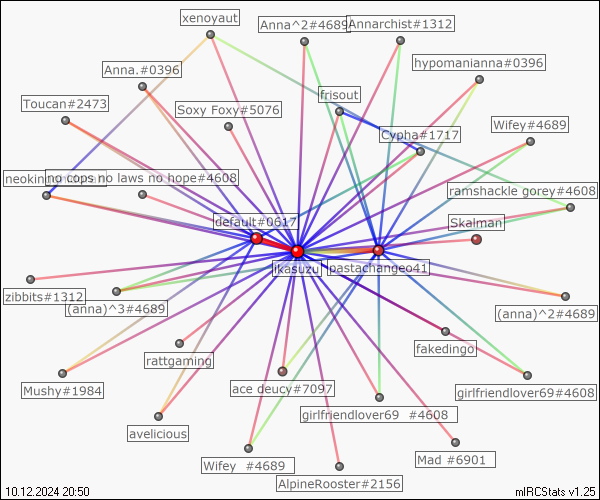 xenoyaut
Anna^2#4689
Annarchist#1312
Anna.#0396
hypomanianna#0396
Toucan#2473
Soxy Foxy#5076
frisout
Cypha#1717
Wifey#4689
no cops no laws no hope#4608
ramshackle gorey#4608
default#0617
Skalman
likasuzu
pastachangeo41
zibbits#1312
(anna)^3#4689
(anna)^2#4689
rattgaming
fakedingo
Mushy#1984
ace deucy#7097
girlfriendlover69#4608
girlfriendlover69 #4608
avelicious
Wifey #4689
Mad #6901
AlpineRooster#2156
10.12.2024 20:50
mIRCStats v1.25